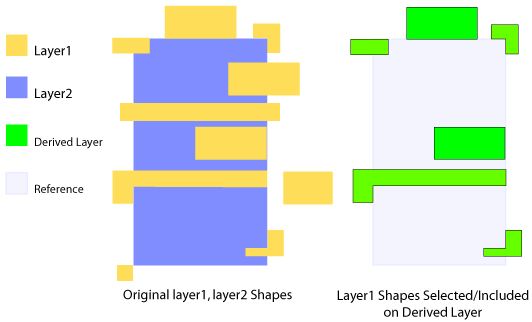 Layer1
Layer2
Derived Layer
Reference
Original layer1, layer2 Shapes
Layer1 Shapes Selected/Included
on Derived Layer